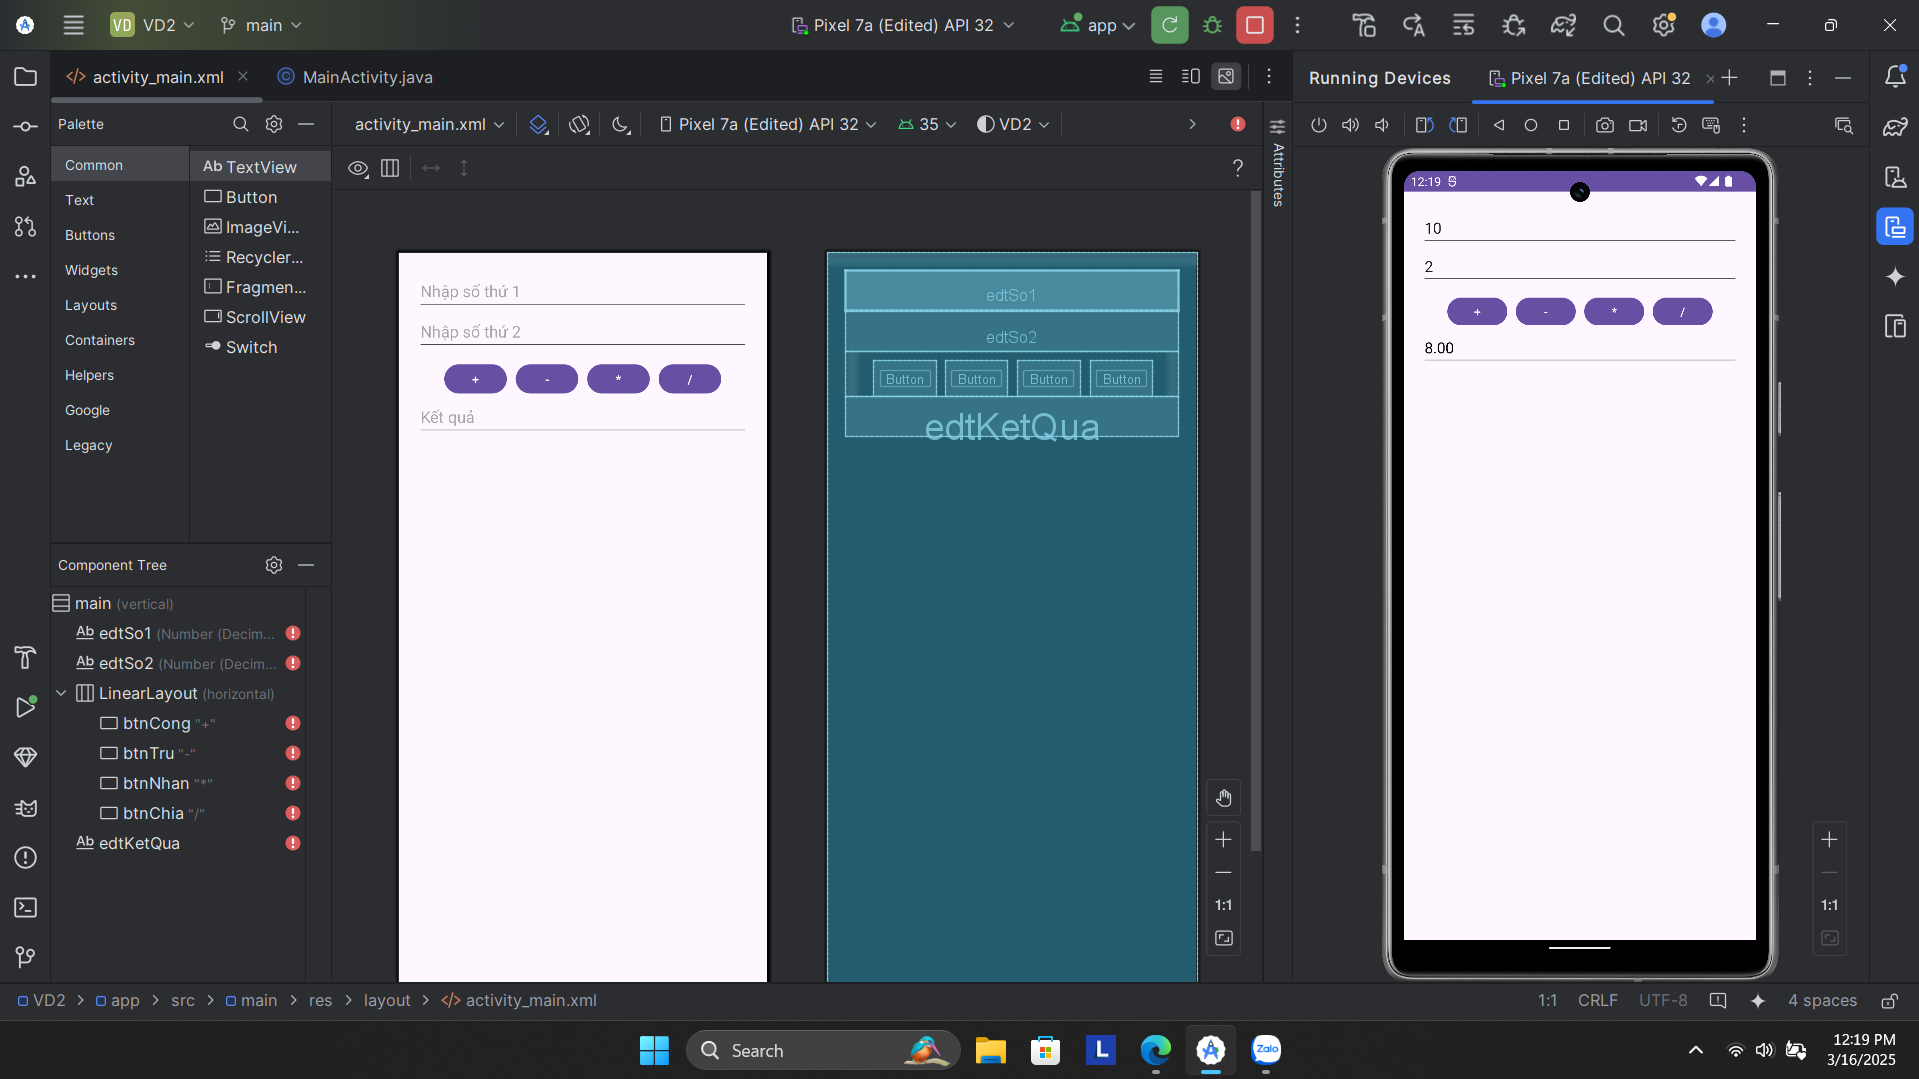 VD VD2 main Pixel 7a (Edited) API 32 app
activity_main.xml MainActivity.java
Running Devices Pixel 7a (Edited) API 32
Palette
activity_main.xml Pixel 7a (Edited) API 32 35 VD2
Common
Text
Buttons
Widgets
Layouts
Containers
Helpers
Google
Legacy
Ab TextView
Button
ImageVi...
Recycler...
Fragmen...
ScrollView
Switch
?
Attributes
Nhập số thứ 1
Nhập số thứ 2
+ - * /
Kết quả
edtSo1
edtSo2
Button Button Button Button
edtKetQua
1:1
12:19
10
2
+ - * /
8.00
1:1
Component Tree
main (vertical)
Ab edtSo1 (Number (Decim...
Ab edtSo2 (Number (Decim...
LinearLayout (horizontal)
btnCong "+"
btnTru "-"
btnNhan "*"
btnChia "/"
Ab edtKetQua
VD2 > app > src > main > res > layout > activity_main.xml
1:1 CRLF UTF-8 4 spaces
Search
L
Zalo
12:19 PM
3/16/2025